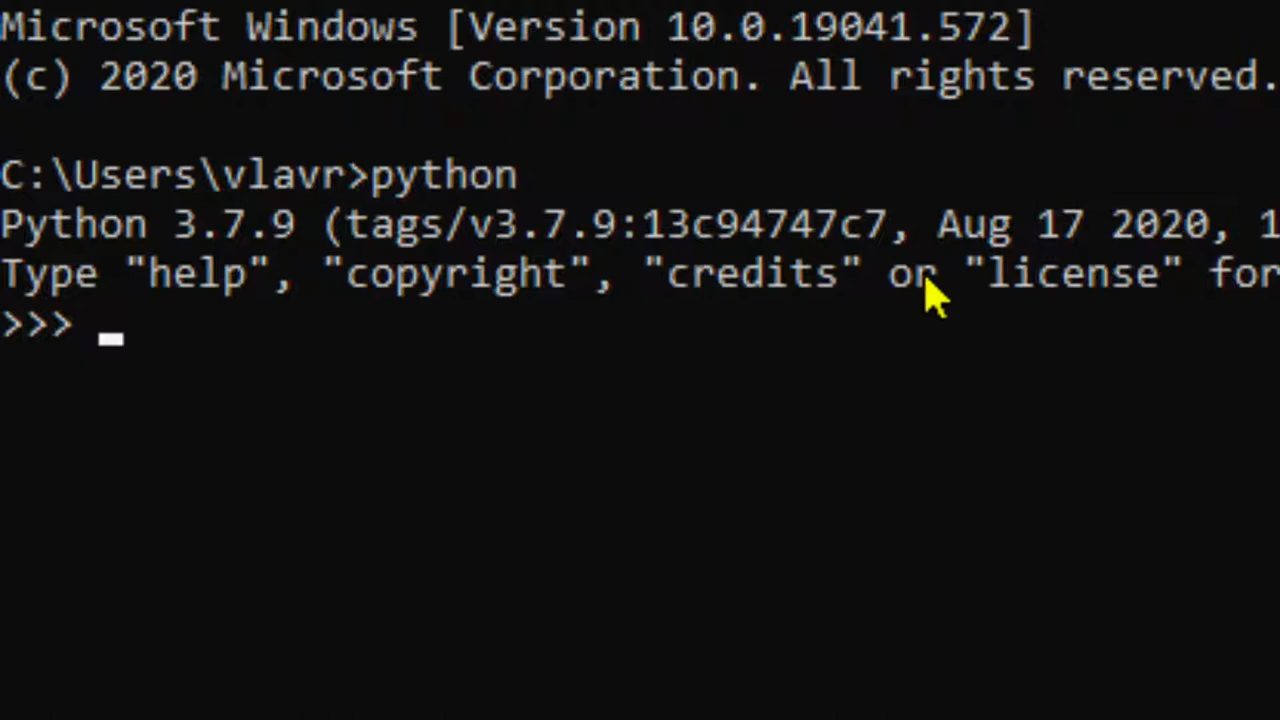 Microsoft Windows [Version 10.0.19041.572]
(c) 2020 Microsoft Corporation. All rights reserved.
C:\Users\vlavr>python
Python 3.7.9 (tags/v3.7.9:13c94747c7, Aug 17 2020, 1
Type "help", "copyright", "credits" or "license" for
>>>